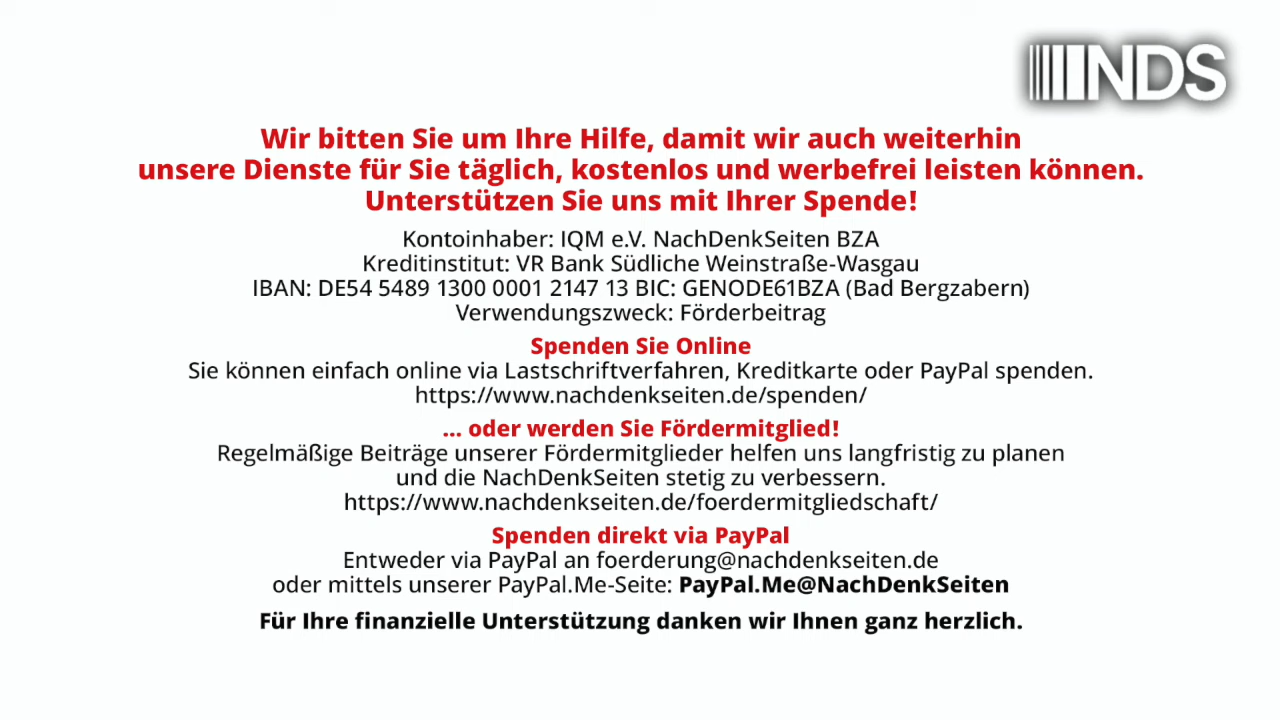 NDS
Wir bitten Sie um Ihre Hilfe, damit wir auch weiterhin
unsere Dienste für Sie täglich, kostenlos und werbefrei leisten können.
Unterstützen Sie uns mit Ihrer Spende!
Kontoinhaber: IQM e.V. NachDenkSeiten BZA
Kreditinstitut: VR Bank Südliche Weinstraße-Wasgau
IBAN: DE54 5489 1300 0001 2147 13 BIC: GENODE61BZA (Bad Bergzabern)
Verwendungszweck: Förderbeitrag
Spenden Sie Online
Sie können einfach online via Lastschriftverfahren, Kreditkarte oder PayPal spenden.
https://www.nachdenkseiten.de/spenden/
... oder werden Sie Fördermitglied!
Regelmäßige Beiträge unserer Fördermitglieder helfen uns langfristig zu planen
und die NachDenkSeiten stetig zu verbessern.
https://www.nachdenkseiten.de/foerdermitgliedschaft/
Spenden direkt via PayPal
Entweder via PayPal an foerderung@nachdenkseiten.de
oder mittels unserer PayPal.Me-Seite: PayPal.Me@NachDenkSeiten
Für Ihre finanzielle Unterstützung danken wir Ihnen ganz herzlich.